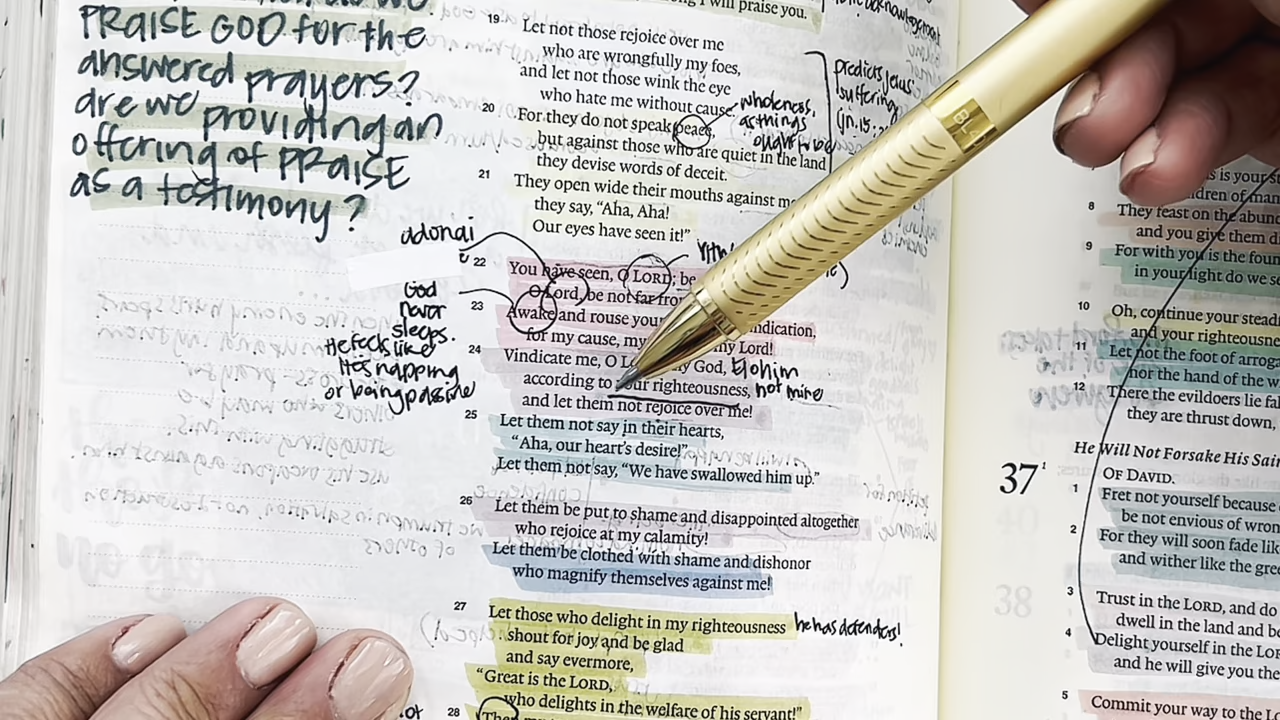 PRAISE GOD for the
answered prayers?
are we providing an
offering of PRAISE
as a testimony?
adonai
God
never
sleeps.
He feels like
He's napping
or being passive
I will praise you.
19 Let not those rejoice over me
who are wrongfully my foes,
and let not those wink the eye
who hate me without cause.
20 For they do not speak peace,
but against those who are quiet in the land
they devise words of deceit.
21 They open wide their mouths against me
they say, "Aha, Aha!
Our eyes have seen it!"
22 You have seen, O LORD; be
O Lord, be not far from
23 Awake and rouse your vindication,
for my cause, my my Lord!
24 Vindicate me, O my God,
according to your righteousness,
and let them not rejoice over me!
25 Let them not say in their hearts,
"Aha, our heart's desire!"
Let them not say, "We have swallowed him up."
26 Let them be put to shame and disappointed altogether
who rejoice at my calamity!
Let them be clothed with shame and dishonor
who magnify themselves against me!
27 Let those who delight in my righteousness
shout for joy and be glad
and say evermore,
"Great is the LORD,
who delights in the welfare of his servant!"
28 Then
wholeness,
as things
ought to be
predicts Jesus'
suffering
(jn. 15:
Elohim
not mine
he has defenders!
is your
8 They feast on the
and you give them
9 For with you is the
in your light do we
10 Oh, continue your
and your
11 Let not the foot of
nor the hand of the
12 There the evildoers lie
they are thrust down,
He Will Not Forsake His
37
OF DAVID.
1 Fret not yourself because
be not envious of
2 For they will soon fade like
and wither like the
38
3 Trust in the LORD, and do
dwell in the land and
4 Delight yourself in the
and he will give you the
5 Commit your way to the